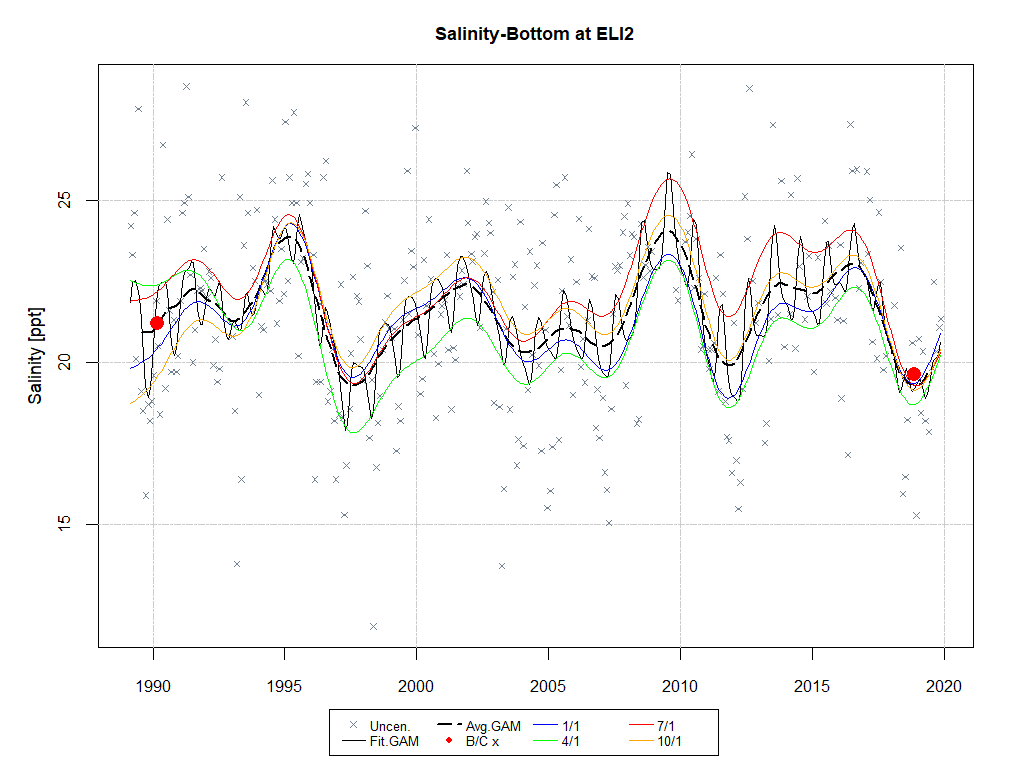 Salinity-Bottom at ELI2
Salinity [ppt]
25
20
15
1990 1995 2000 2005 2010 2015 2020
Uncen. Avg.GAM 1/1 7/1
Fit.GAM B/C x 4/1 10/1